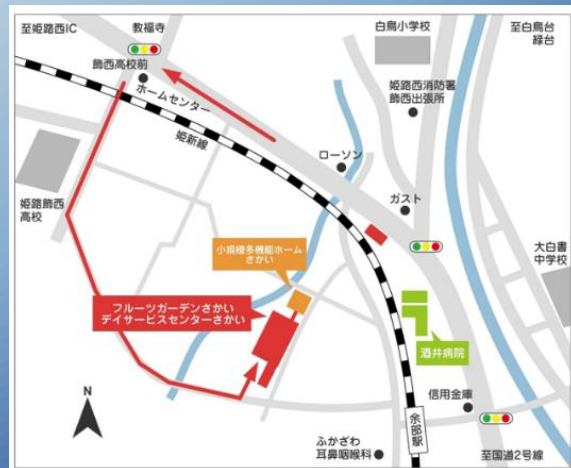 至姫路西IC
教福寺
飾西高校前
ホームセンター
姫新線
白鳥小学校
至白鳥台
緑台
姫路西消防署
飾西出張所
ローソン
ガスト
姫路飾西
高校
小規模多機能ホーム
さかい
大白書
中学校
フルーツガーデンさかい
デイサービスセンターさかい
酒井病院
N
信用金庫
余部駅
ふかざわ
耳鼻咽喉科
至国道2号線